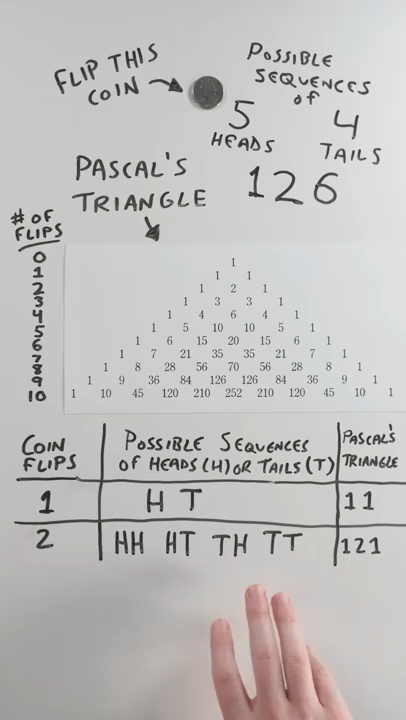 FLIP THIS
COIN
POSSIBLE
SEQUENCES
of
5 4
HEADS TAILS
126
PASCAL'S
TRIANGLE
# OF
FLIPS
0 1
1 1 1
2 1 2 1
3 1 3 3 1
4 1 4 6 4 1
5 1 5 10 10 5 1
6 1 6 15 20 15 6 1
7 1 7 21 35 35 21 7 1
8 1 8 28 56 70 56 28 8 1
9 1 9 36 84 126 126 84 36 9 1
10 1 10 45 120 210 252 210 120 45 10 1
COIN
FLIPS
POSSIBLE SEQUENCES
OF HEADS (H) OR TAILS (T)
PASCAL'S
TRIANGLE
1 H T 11
2 HH HT TH TT 121